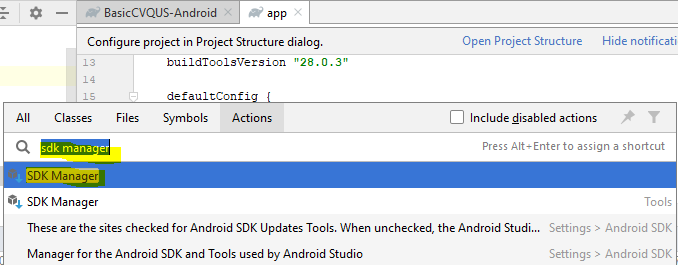 BasicCVQUS-Android app
Configure project in Project Structure dialog. Open Project Structure Hide notificatio
13 buildToolsVersion "28.0.3"
14
15 defaultConfig {
All Classes Files Symbols Actions Include disabled actions
sdk manager Press Alt+Enter to assign a shortcut
SDK Manager
SDK Manager Tools
These are the sites checked for Android SDK Updates Tools. When unchecked, the Android Studi... Settings > Android SDK
Manager for the Android SDK and Tools used by Android Studio Settings > Android SDK